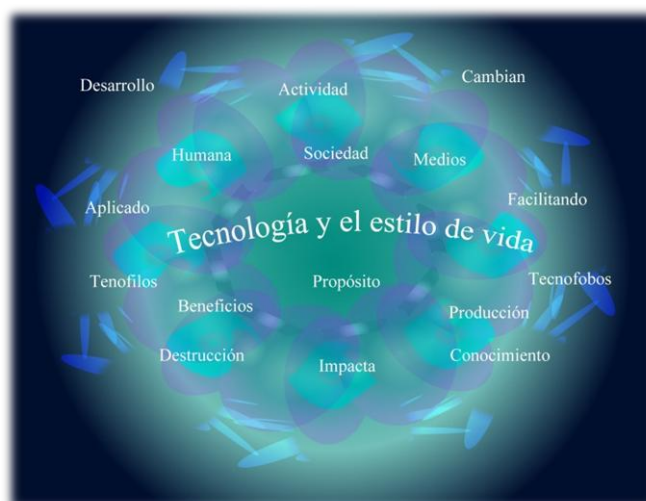 Desarrollo
Cambian
Actividad
Humana
Sociedad
Medios
Aplicado
Facilitando
Tecnología y el estilo de vida
Tenofilos
Propósito
Tecnofobos
Beneficios
Producción
Destrucción
Impacta
Conocimiento